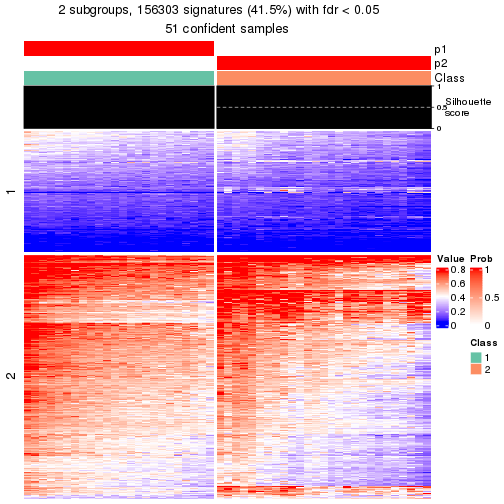 2 subgroups, 156303 signatures (41.5%) with fdr < 0.05
51 confident samples
p1
p2
Class
1
0.5
0
Silhouette
score
1
2
Value
0.8
0.6
0.4
0.2
0
Prob
1
0.5
0
Class
1
2